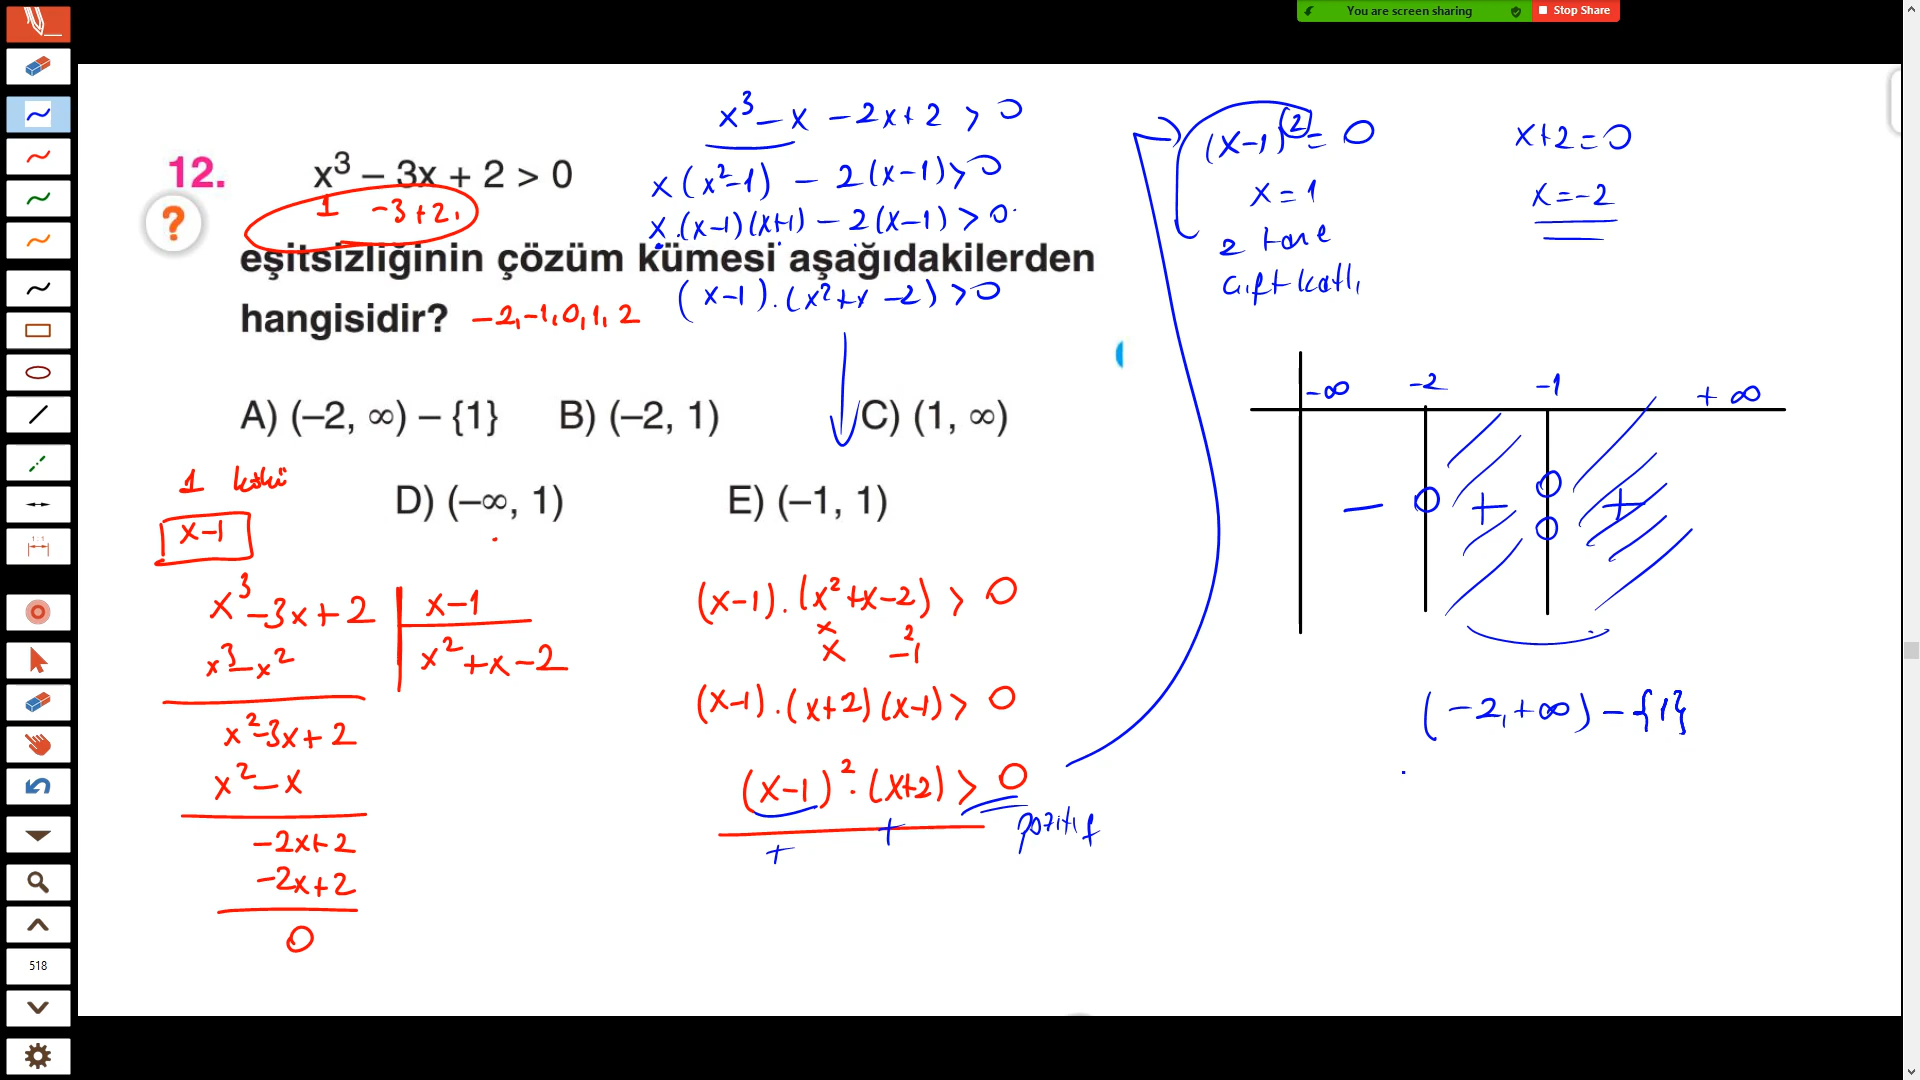 You are screen sharing
Stop Share
12. x³ – 3x + 2 > 0
1 -3+2
eşitsizliğinin çözüm kümesi aşağıdakilerden
hangisidir?
-2,-1,0,1,2
A) (–2, ∞) – {1} B) (–2, 1) C) (1, ∞)
D) (–∞, 1) E) (–1, 1)
1 kökü
x-1
x³-3x+2 | x-1
x³-x² | x²+x-2
x²-3x+2
x²-x
-2x+2
-2x+2
0
x³-x-2x+2 > 0
x(x²-1) - 2(x-1)>0
x.(x-1)(x+1) - 2(x-1) > 0
(x-1).(x²+x-2) > 0
(x-1).(x²+x-2) > 0
x 2
x -1
(x-1).(x+2)(x-1) > 0
(x-1)².(x+2) > 0
+ + pozitif
(x-1)²=0 x+2=0
x=1 x=-2
2 tane
çift katlı
-∞ -2 -1 +∞
- 0 + 0 +
0
(-2,+∞)-{1}
518